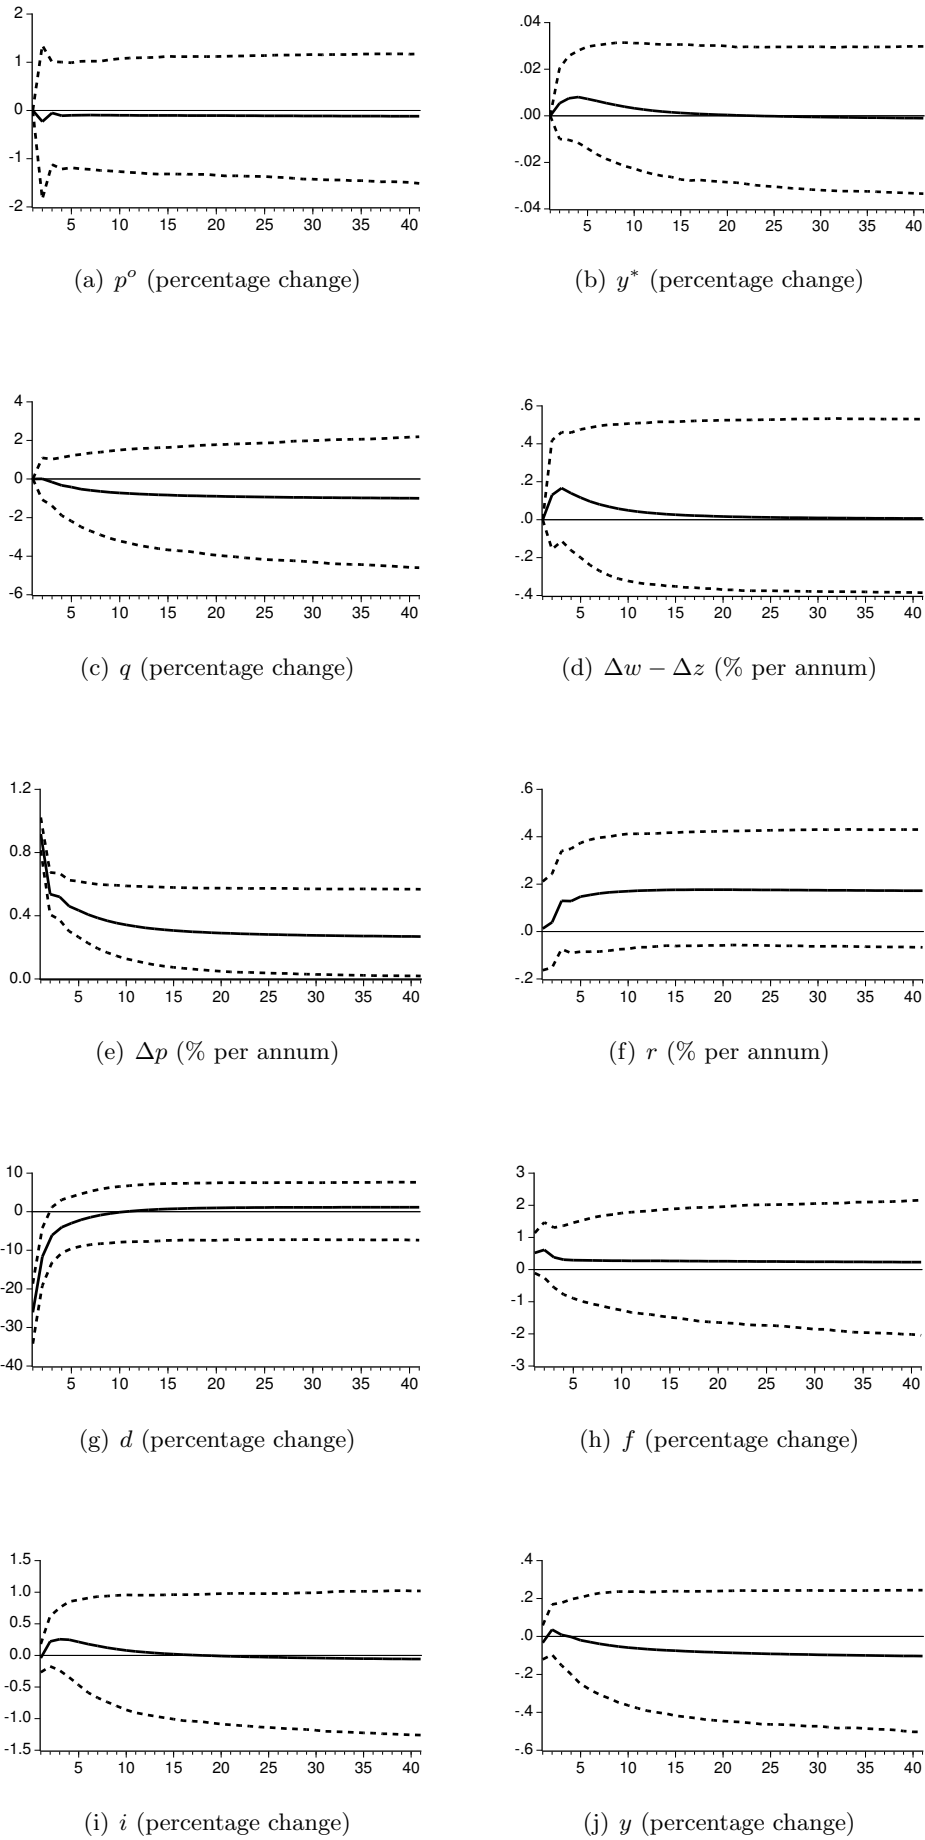 2
1
0
-1
-2
5 10 15 20 25 30 35 40
(a) pᵒ (percentage change)
.04
.02
.00
-.02
-.04
5 10 15 20 25 30 35 40
(b) y* (percentage change)
4
2
0
-2
-4
-6
5 10 15 20 25 30 35 40
(c) q (percentage change)
.6
.4
.2
.0
-.2
-.4
5 10 15 20 25 30 35 40
(d) Δw − Δz (% per annum)
1.2
0.8
0.4
0.0
5 10 15 20 25 30 35 40
(e) Δp (% per annum)
.6
.4
.2
.0
-.2
5 10 15 20 25 30 35 40
(f) r (% per annum)
10
0
-10
-20
-30
-40
5 10 15 20 25 30 35 40
(g) d (percentage change)
3
2
1
0
-1
-2
-3
5 10 15 20 25 30 35 40
(h) f (percentage change)
1.5
1.0
0.5
0.0
-0.5
-1.0
-1.5
5 10 15 20 25 30 35 40
(i) i (percentage change)
.4
.2
.0
-.2
-.4
-.6
5 10 15 20 25 30 35 40
(j) y (percentage change)